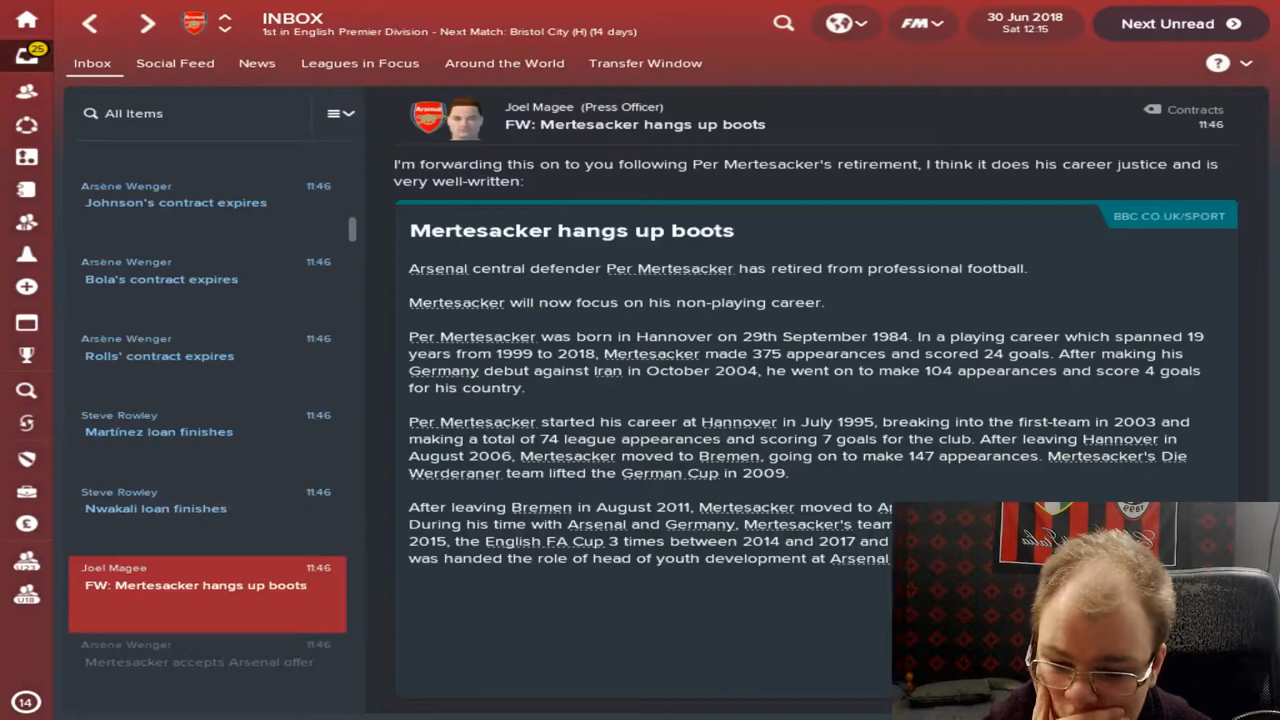 INBOX
1st in English Premier Division - Next Match: Bristol City (H) (14 days)
FM
30 Jun 2018
Sat 12:15
Next Unread
25
Inbox
Social Feed
News
Leagues in Focus
Around the World
Transfer Window
?
All Items
Arsène Wenger 11:46
Johnson's contract expires
Arsène Wenger 11:46
Bola's contract expires
Arsène Wenger 11:46
Rolls' contract expires
Steve Rowley 11:46
Martínez loan finishes
Steve Rowley 11:46
Nwakali loan finishes
Joel Magee 11:46
FW: Mertesacker hangs up boots
Arsène Wenger 11:46
Mertesacker accepts Arsenal offer
U23
U18
14
Arsenal
Joel Magee (Press Officer)
FW: Mertesacker hangs up boots
Contracts
11:46
I'm forwarding this on to you following Per Mertesacker's retirement, I think it does his career justice and is
very well-written:
BBC CO UK/SPORT
Mertesacker hangs up boots
Arsenal central defender Per Mertesacker has retired from professional football.
Mertesacker will now focus on his non-playing career.
Per Mertesacker was born in Hannover on 29th September 1984. In a playing career which spanned 19
years from 1999 to 2018, Mertesacker made 375 appearances and scored 24 goals. After making his
Germany debut against Iran in October 2004, he went on to make 104 appearances and score 4 goals
for his country.
Per Mertesacker started his career at Hannover in July 1995, breaking into the first-team in 2003 and
making a total of 74 league appearances and scoring 7 goals for the club. After leaving Hannover in
August 2006, Mertesacker moved to Bremen, going on to make 147 appearances. Mertesacker's Die
Werderaner team lifted the German Cup in 2009.
After leaving Bremen in August 2011, Mertesacker moved to
During his time with Arsenal and Germany, Mertesacker's team
2015, the English FA Cup 3 times between 2014 and 2017 and
was handed the role of head of youth development at Arsenal